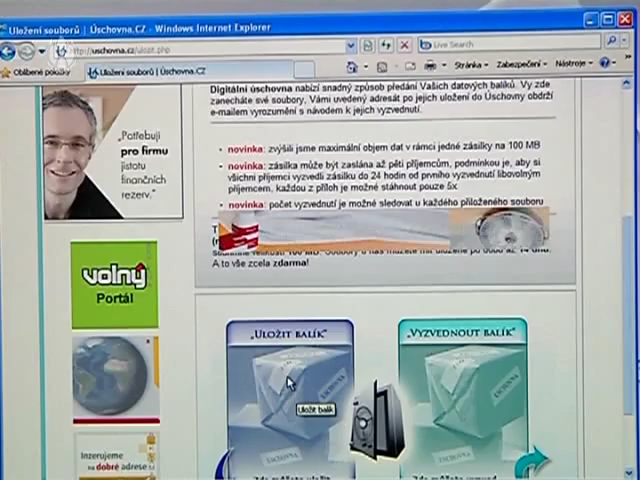 Uložení souborů | Úschovna.CZ - Windows Internet Explorer
http://uschovna.cz/ulozit.php
Live Search
Oblíbené položky
Uložení souborů | Úschovna.CZ
Stránka
Zabezpečení
Nástroje
Digitální úschovna nabízí snadný způsob předání Vašich datových balíků. Vy zde
zanecháte své soubory, Vámi uvedený adresát po jejich uložení do Úschovny obdrží
e-mailem vyrozumění s návodem k jejich vyzvednutí.
„Potřebuji
pro firmu
jistotu
finančních
rezerv.“
novinka: zvýšili jsme maximální objem dat v rámci jedné zásilky na 100 MB
novinka: zásilka může být zaslána až pěti příjemcům, podmínkou je, aby si
všichni příjemci vyzvedli zásilku do 24 hodin od prvního vyzvednutí libovolným
příjemcem, každou z příloh je možné stáhnout pouze 5x
novinka: počet vyzvednutí je možné sledovat u každého přiloženého souboru
A to vše zcela zdarma!
volný
Portál
„ULOŽIT BALÍK“
„VYZVEDNOUT BALÍK“
ÚSCHOVNA
ÚSCHOVNA
Uložit balík
ÚSCHOVNA
ÚSCHOVNA
Inzerujeme
na dobré adrese
Zde můžete uložit